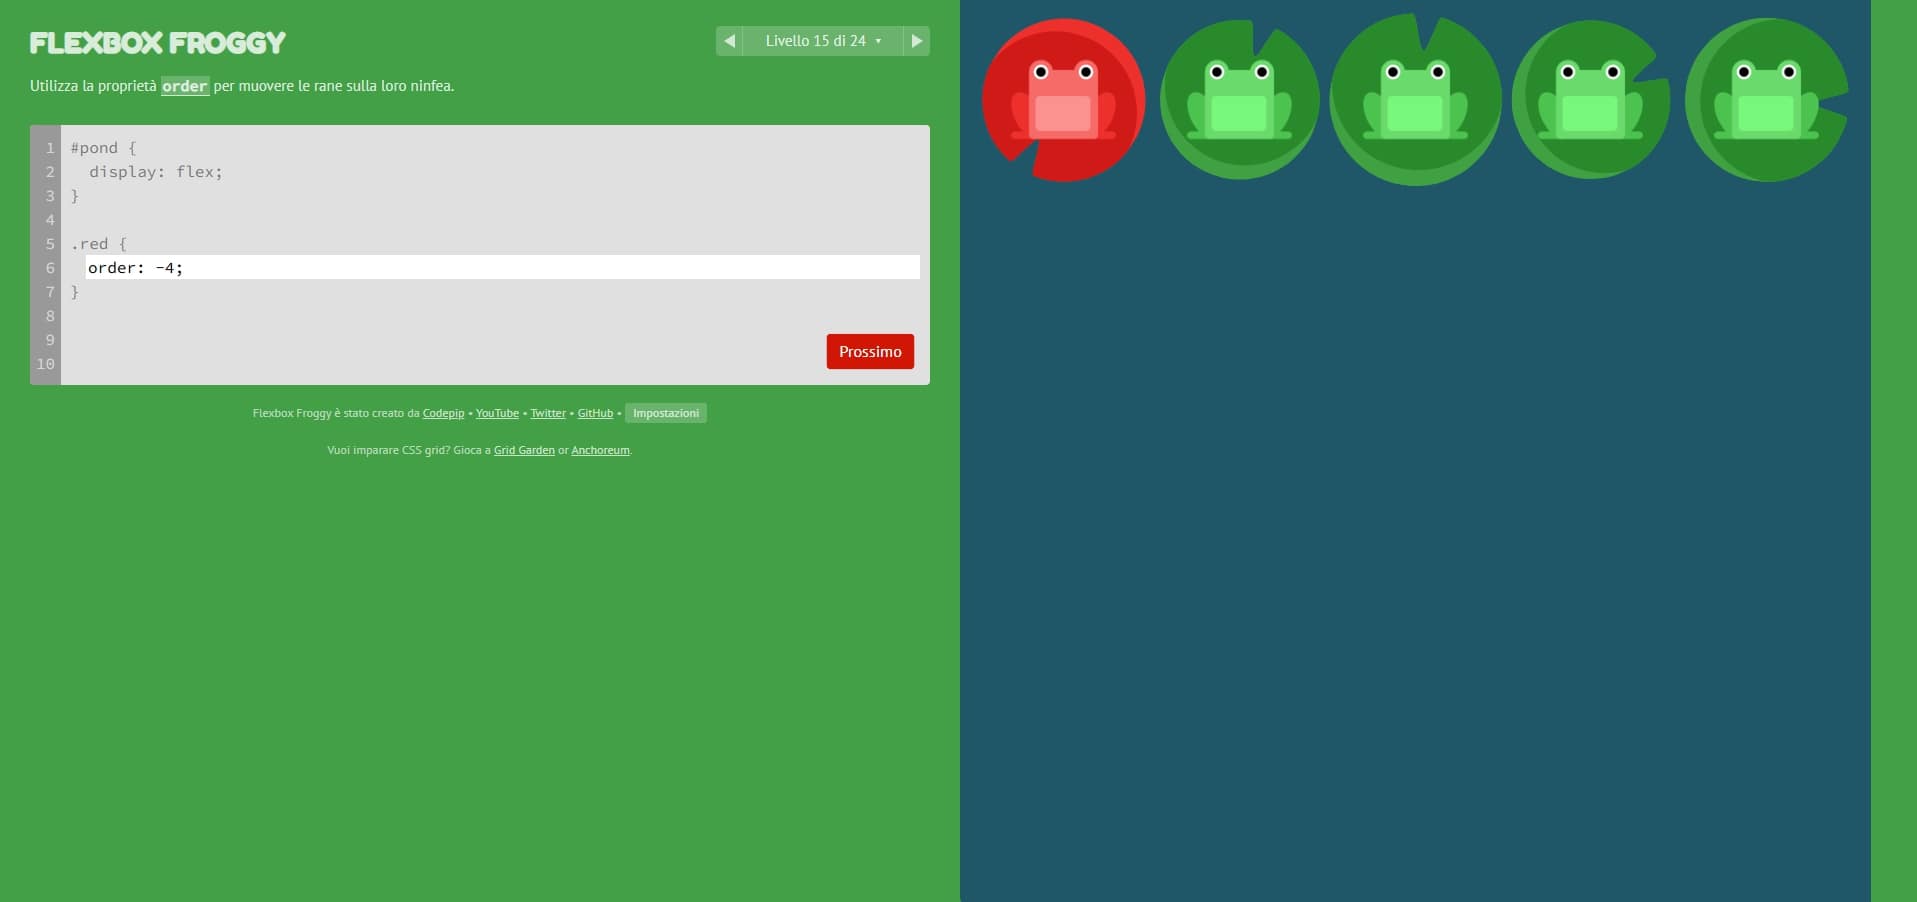 FLEXBOX FROGGY
Livello 15 di 24
Utilizza la proprietà order per muovere le rane sulla loro ninfea.
1 #pond {
2 display: flex;
3 }
4
5 .red {
6 order: -4;
7 }
8
9
10
Prossimo
Flexbox Froggy è stato creato da Codepip • YouTube • Twitter • GitHub • Impostazioni
Vuoi imparare CSS grid? Gioca a Grid Garden or Anchoreum.